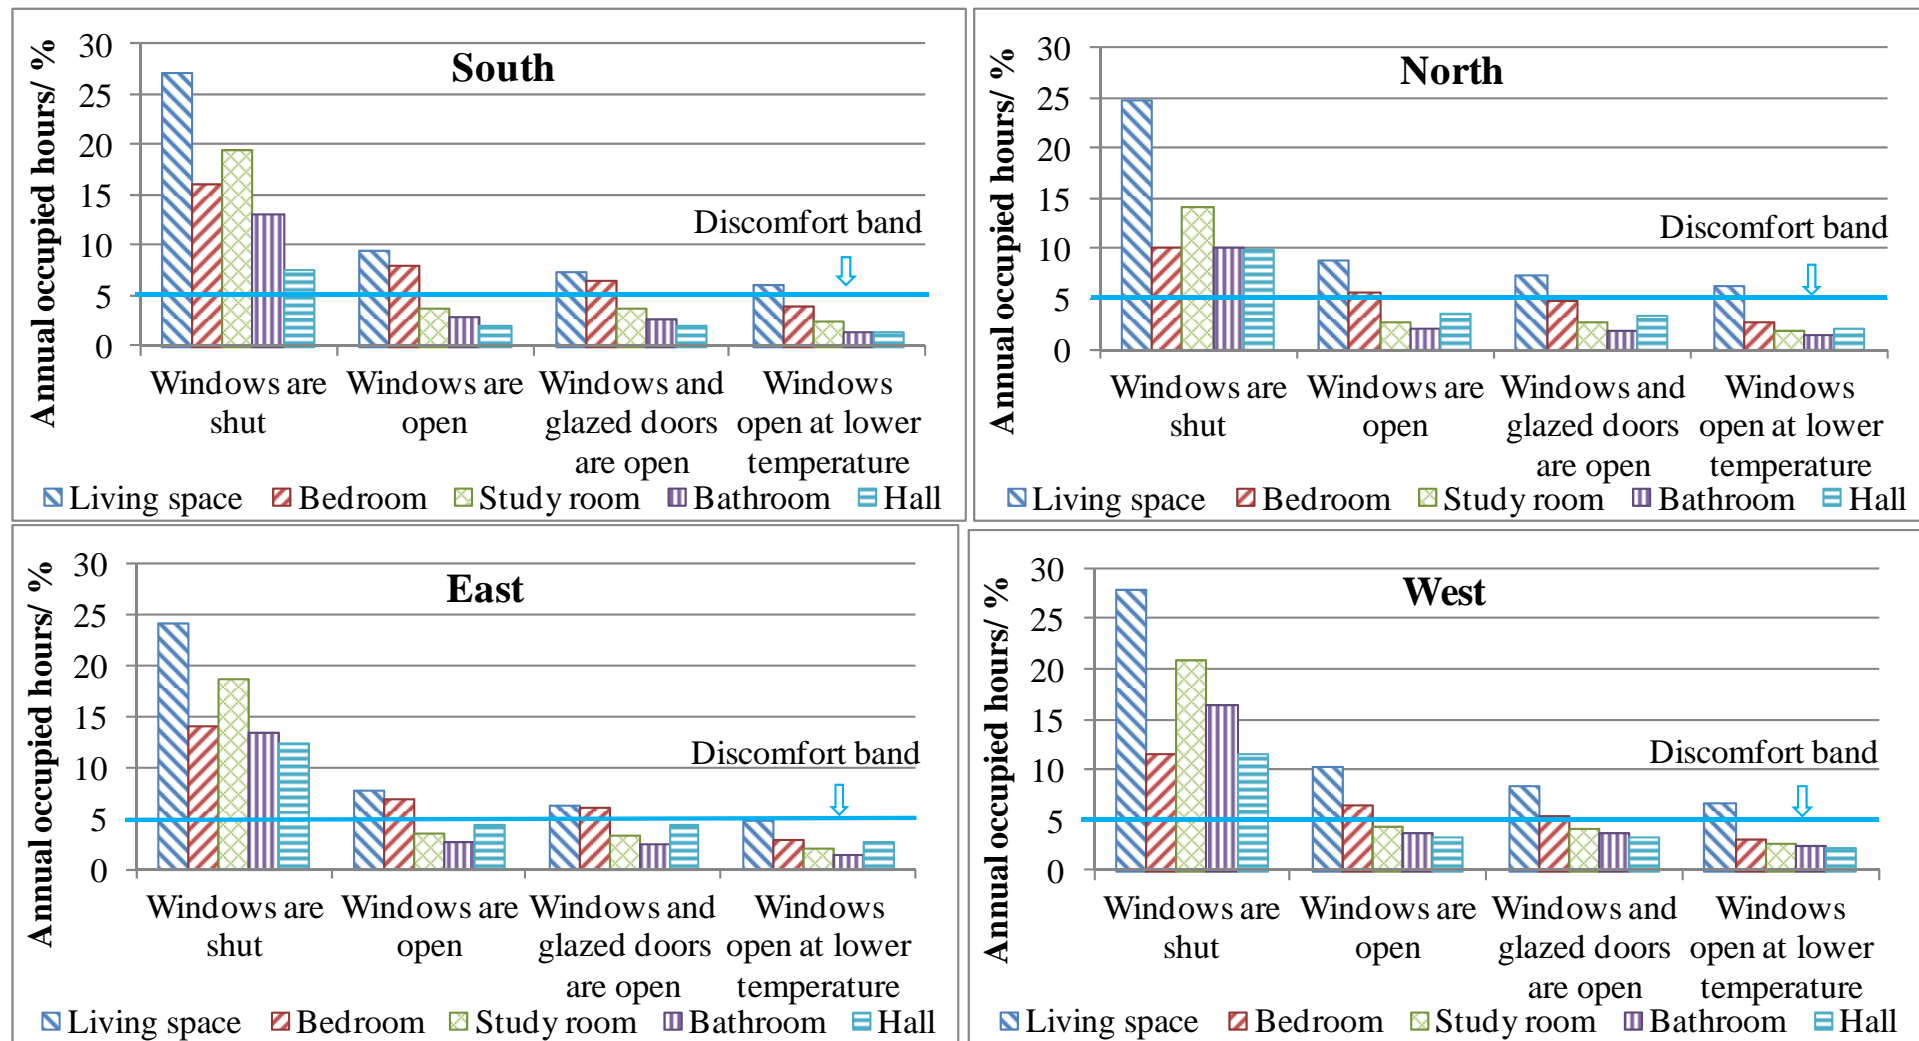 South
Annual occupied hours/ %
30
25
20
15
10
5
0
Discomfort band
Windows are shut
Windows are open
Windows and glazed doors are open
Windows open at lower temperature
Living space Bedroom Study room Bathroom Hall
North
Annual occupied hours/ %
30
25
20
15
10
5
0
Discomfort band
Windows are shut
Windows are open
Windows and glazed doors are open
Windows open at lower temperature
Living space Bedroom Study room Bathroom Hall
East
Annual occupied hours/ %
30
25
20
15
10
5
0
Discomfort band
Windows are shut
Windows are open
Windows and glazed doors are open
Windows open at lower temperature
Living space Bedroom Study room Bathroom Hall
West
Annual occupied hours/ %
30
25
20
15
10
5
0
Discomfort band
Windows are shut
Windows are open
Windows and glazed doors are open
Windows open at lower temperature
Living space Bedroom Study room Bathroom Hall